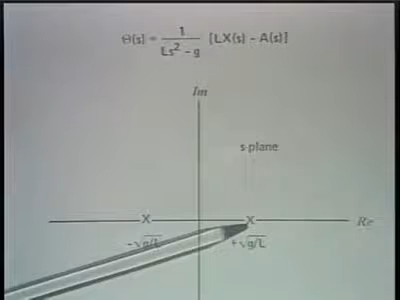 Θ(s) = 1 / Ls² - g [LX(s) - A(s)]
Im
s-plane
X X Re
-√g/L +√g/L